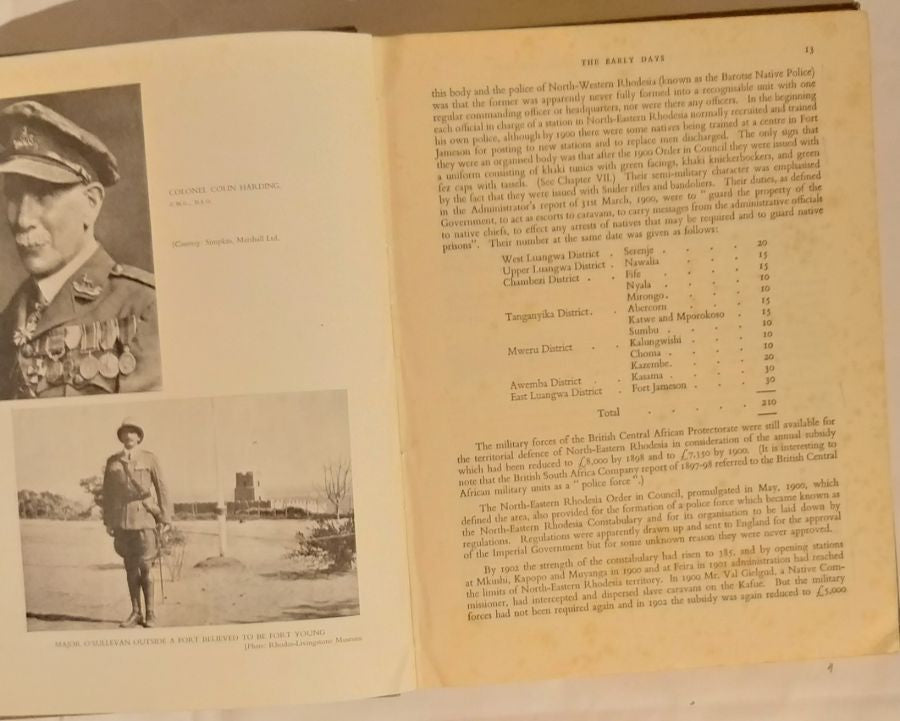 COLONEL COLIN HARDING,
C.M.G., D.S.O.
[Courtesy: Simpkin, Marshall Ltd.
MAJOR O'SULLEVAN OUTSIDE A FORT BELIEVED TO BE FORT YOUNG
[Photo: Rhodes-Livingstone Museum
THE EARLY DAYS 13
this body and the police of North-Western Rhodesia (known as the Barotse Native Police)
was that the former was apparently never fully formed into a recognisable unit with one
regular commanding officer or headquarters, nor were there any officers. In the beginning
each official in charge of a station in North-Eastern Rhodesia normally recruited and trained
his own police, although by 1900 there were some natives being trained at a centre in Fort
Jameson for posting to new stations and to replace men discharged. The only sign that
they were an organised body was that after the 1900 Order in Council they were issued with
a uniform consisting of khaki tunics with green facings, khaki knickerbockers, and green
fez caps with tassels. (See Chapter VII.) Their semi-military character was emphasised
by the fact that they were issued with Snider rifles and bandoliers. Their duties, as defined
in the Administrator's report of 31st March, 1900, were to "guard the property of the
Government, to act as escorts to caravans, to carry messages from the administrative officials
to native chiefs, to effect any arrests of natives that may be required and to guard native
prisons". Their number at the same date was given as follows:
West Luangwa District . Serenje . . . . 20
Upper Luangwa District . Nawalia . . . 15
Chambezi District . . Fife . . . . 15
Nyala . . . . 10
Mirongo. . . . 10
Tanganyika District. . Abercorn . . . 15
Katwe and Mporokoso . 15
Sumbu . . . . 10
Mweru District . . Kalungwishi . . . 10
Choma . . . . 10
Kazembe. . . . 20
Awemba District . . Kasama . . . . 30
East Luangwa District . Fort Jameson . . . 30
Total . . . . . 210
The military forces of the British Central African Protectorate were still available for
the territorial defence of North-Eastern Rhodesia in consideration of the annual subsidy
which had been reduced to £8,000 by 1898 and to £7,150 by 1900. (It is interesting to
note that the British South Africa Company report of 1897-98 referred to the British Central
African military units as a "police force".)
The North-Eastern Rhodesia Order in Council, promulgated in May, 1900, which
defined the area, also provided for the formation of a police force which became known as
the North-Eastern Rhodesia Constabulary and for its organisation to be laid down by
regulations. Regulations were apparently drawn up and sent to England for the approval
of the Imperial Government but for some unknown reason they were never approved.
By 1902 the strength of the constabulary had risen to 385, and by opening stations
at Mkushi, Kapopo and Muyanga in 1900 and at Feira in 1901 administration had reached
the limits of North-Eastern Rhodesia territory. In 1900 Mr. Val Gielgud, a Native Com-
missioner, had intercepted and dispersed slave caravans on the Kafue. But the military
forces had not been required again and in 1902 the subsidy was again reduced to £5,000